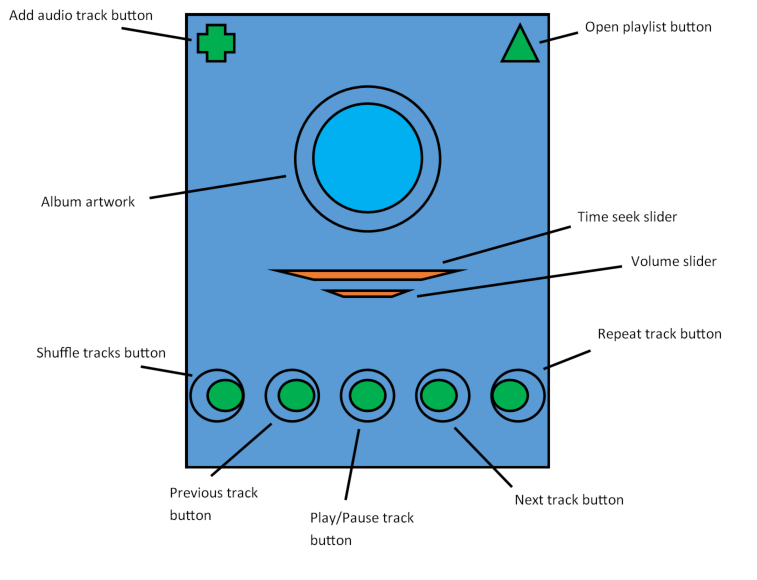 Add audio track button
Open playlist button
Album artwork
Time seek slider
Volume slider
Repeat track button
Shuffle tracks button
Previous track
button
Play/Pause track
button
Next track button